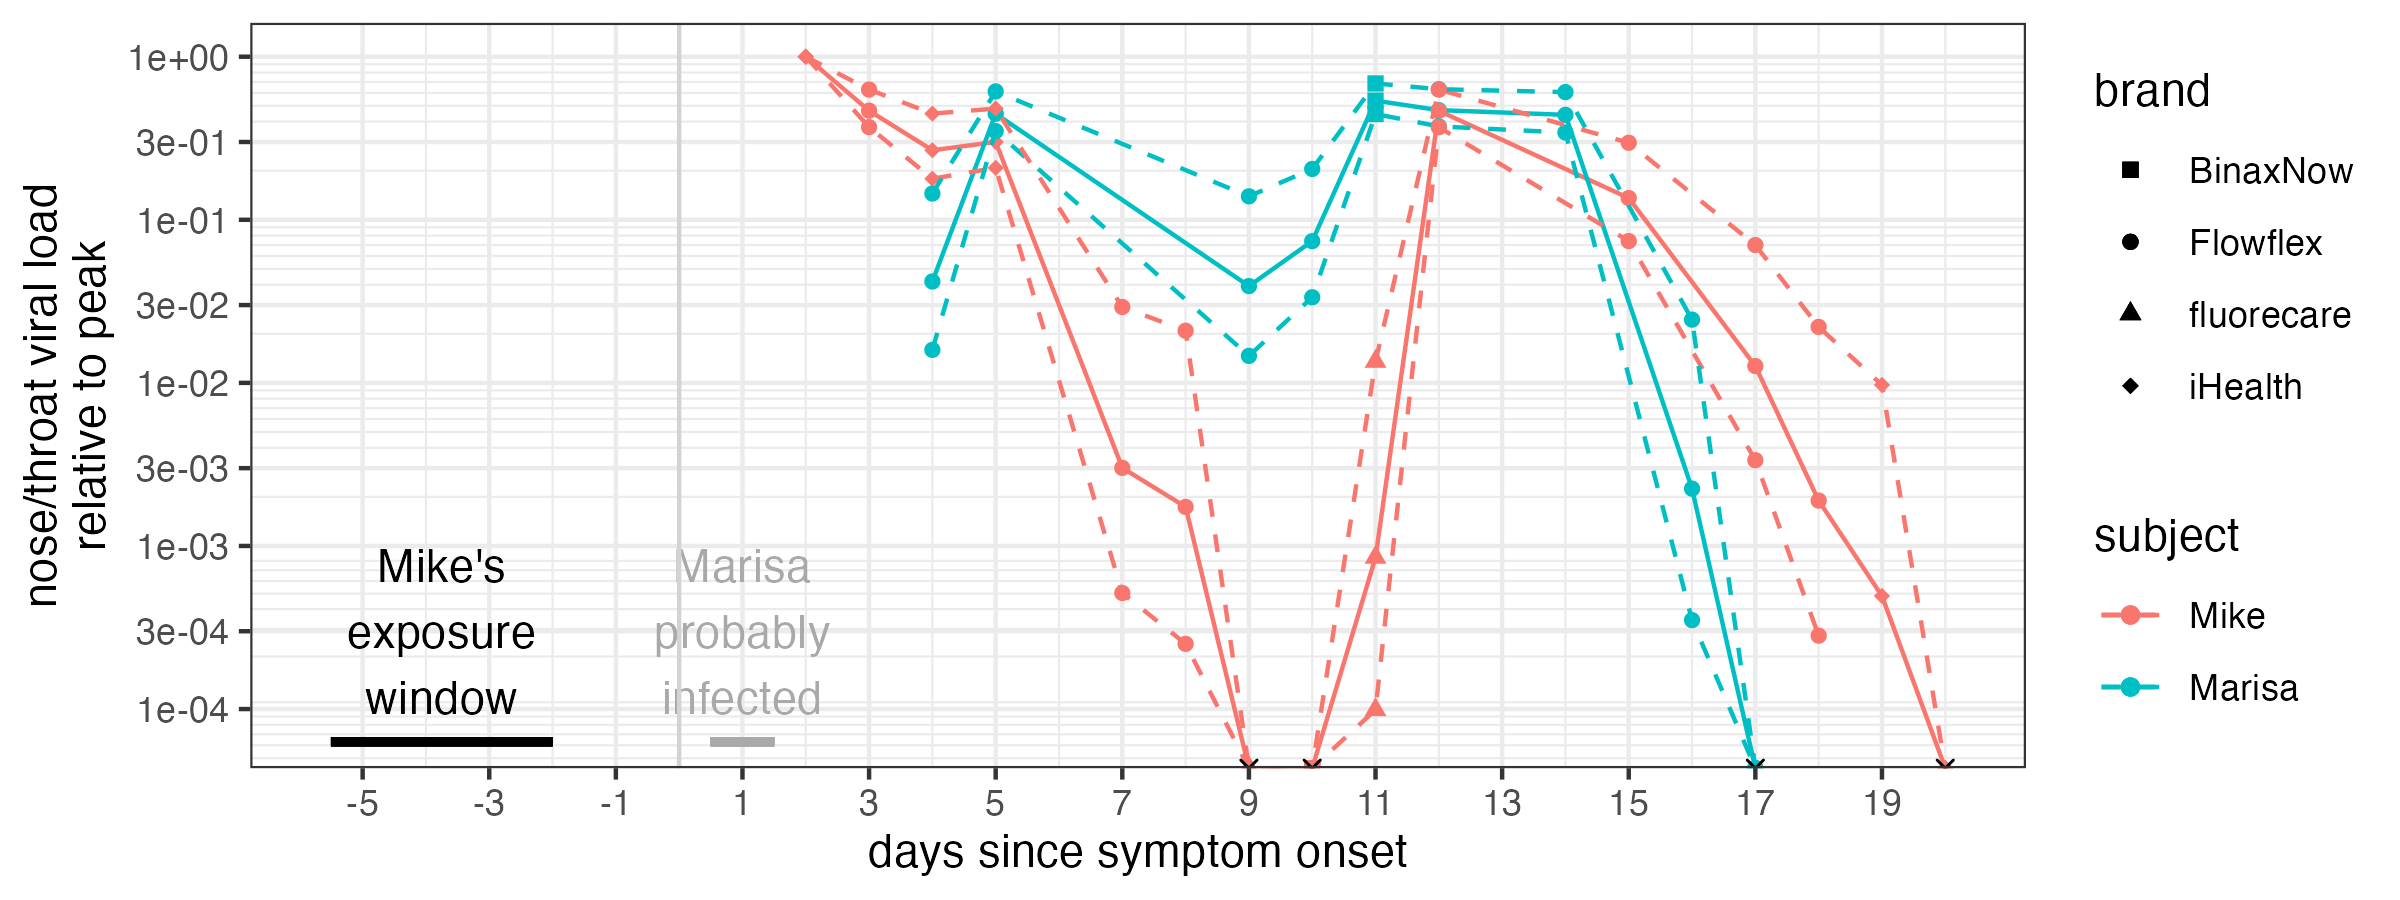 nose/throat viral load
relative to peak
1e+00
3e-01
1e-01
3e-02
1e-02
3e-03
1e-03
3e-04
1e-04
Mike's
exposure
window
Marisa
probably
infected
-5 -3 -1 1 3 5 7 9 11 13 15 17 19
days since symptom onset
brand
BinaxNow
Flowflex
fluorecare
iHealth
subject
Mike
Marisa